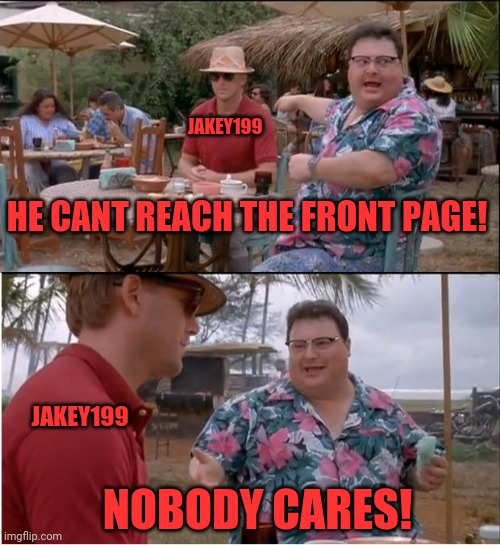 JAKEY199
HE CANT REACH THE FRONT PAGE!
JAKEY199
NOBODY CARES!
imgflip.com